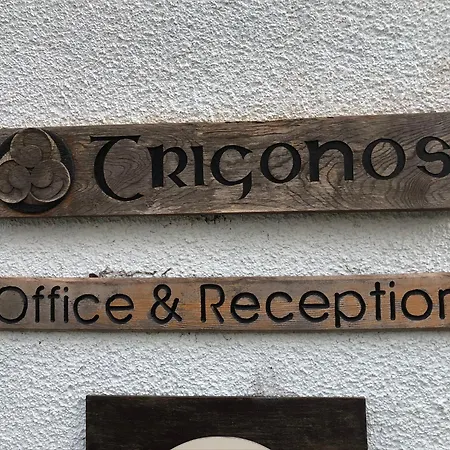 Trigonos
Office & Reception